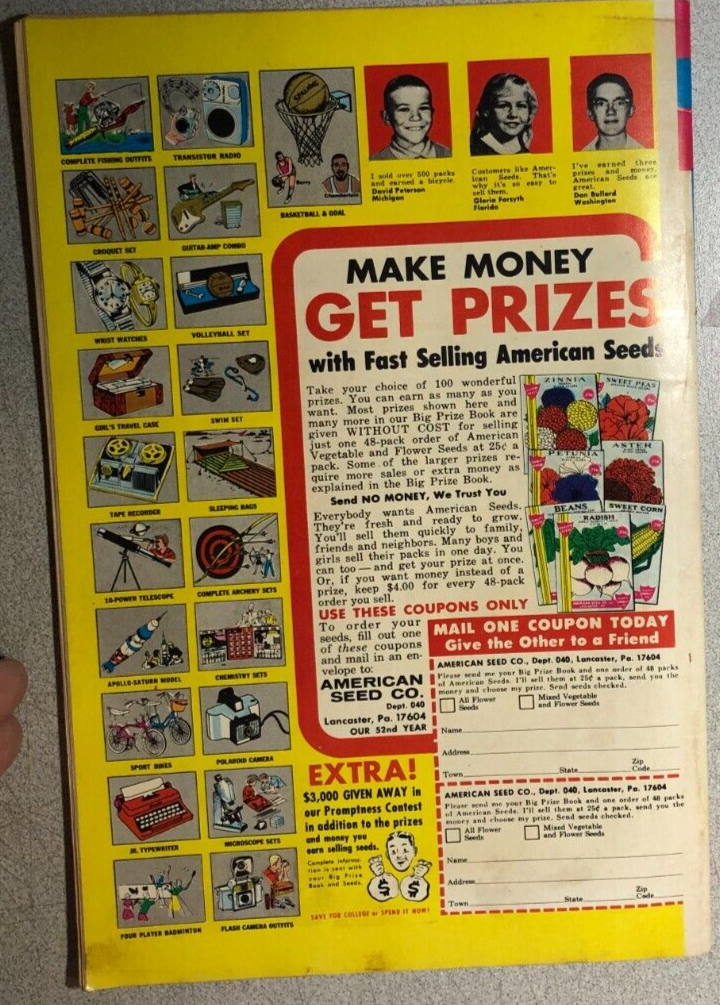 COMPLETE FISHING OUTFITS
TRANSISTOR RADIO
SPALDING
Barry
Chamberlain
BASKETBALL & GOAL
I sold over 500 packs
and earned a bicycle.
David Peterson
Michigan
Customers like Amer-
ican Seeds. That's
why it's so easy to
sell them.
Gloria Forsyth
Florida
I've earned three
prizes and money.
American Seeds are
great.
Don Bullard
Washington
CROQUET SET
GUITAR-AMP COMBO
WRIST WATCHES
VOLLEYBALL SET
GIRL'S TRAVEL CASE
SWIM SET
TAPE RECORDER
SLEEPING BAGS
10-POWER TELESCOPE
COMPLETE ARCHERY SETS
APOLLO-SATURN MODEL
CHEMISTRY SETS
SPORT BIKES
POLAROID CAMERA
JR. TYPEWRITER
MICROSCOPE SETS
FOUR PLAYER BADMINTON
FLASH CAMERA OUTFITS
MAKE MONEY
GET PRIZES
with Fast Selling American Seeds
Take your choice of 100 wonderful
prizes. You can earn as many as you
want. Most prizes shown here and
many more in our Big Prize Book are
given WITHOUT COST for selling
just one 48-pack order of American
Vegetable and Flower Seeds at 25¢ a
pack. Some of the larger prizes re-
quire more sales or extra money as
explained in the Big Prize Book.
Send NO MONEY, We Trust You
Everybody wants American Seeds.
They're fresh and ready to grow.
You'll sell them quickly to family,
friends and neighbors. Many boys and
girls sell their packs in one day. You
can too — and get your prize at once.
Or, if you want money instead of a
prize, keep $4.00 for every 48-pack
order you sell.
ZINNIA
SWEET PEAS
PETUNIA
ASTER
BEANS
SWEET CORN
RADISH
USE THESE COUPONS ONLY
To order your
seeds, fill out one
of these coupons
and mail in an en-
velope to:
AMERICAN
SEED CO.
Dept. 040
Lancaster, Pa. 17604
OUR 52nd YEAR
MAIL ONE COUPON TODAY
Give the Other to a Friend
AMERICAN SEED CO., Dept. 040, Lancaster, Pa. 17604
Please send me your Big Prize Book and one order of 48 packs
of American Seeds. I'll sell them at 25¢ a pack, send you the
money and choose my prize. Send seeds checked.
All Flower
Seeds
Mixed Vegetable
and Flower Seeds
Name
Address
Town State Zip
Code
AMERICAN SEED CO., Dept. 040, Lancaster, Pa. 17604
Please send me your Big Prize Book and one order of 48 packs
of American Seeds. I'll sell them at 25¢ a pack, send you the
money and choose my prize. Send seeds checked.
All Flower
Seeds
Mixed Vegetable
and Flower Seeds
Name
Address
Town State Zip
Code
EXTRA!
$3,000 GIVEN AWAY in
our Promptness Contest
in addition to the prizes
and money you
earn selling seeds.
Complete informa-
tion is sent with
your Big Prize
Book and Seeds.
$ $
SAVE FOR COLLEGE or SPEND IT NOW!